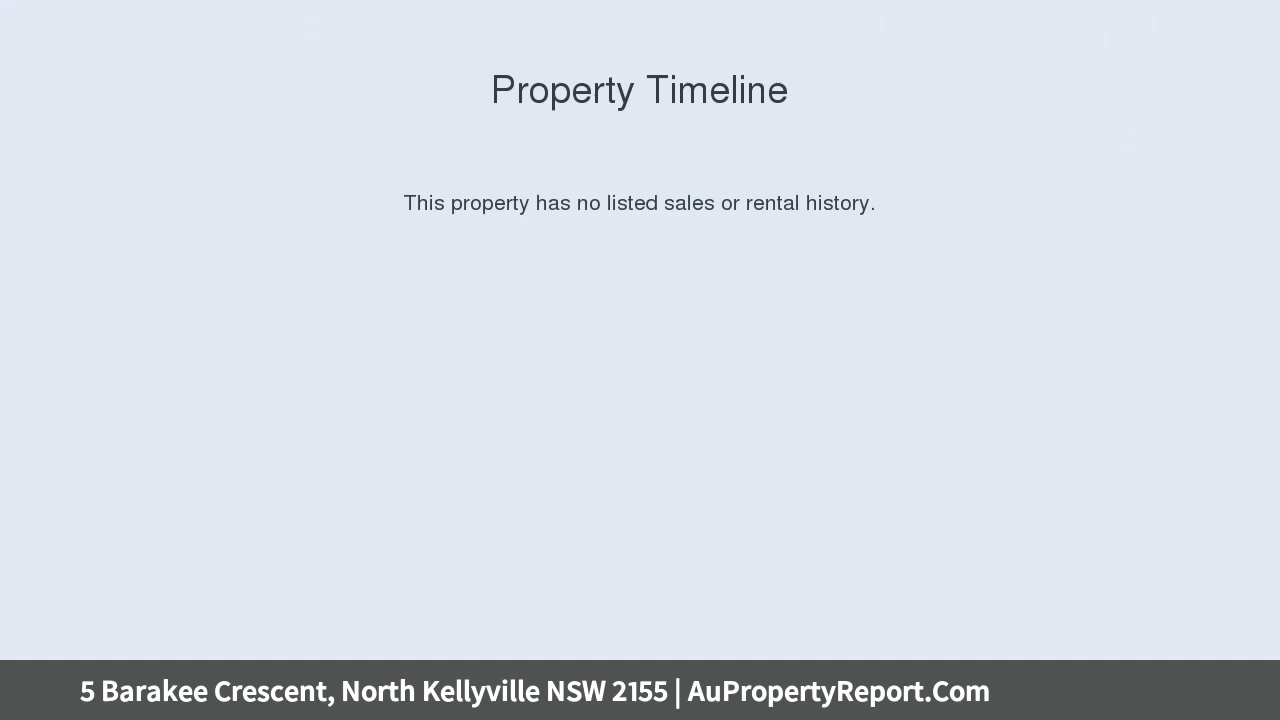 Property Timeline
This property has no listed sales or rental history.
5 Barakee Crescent, North Kellyville NSW 2155 | AuPropertyReport.Com